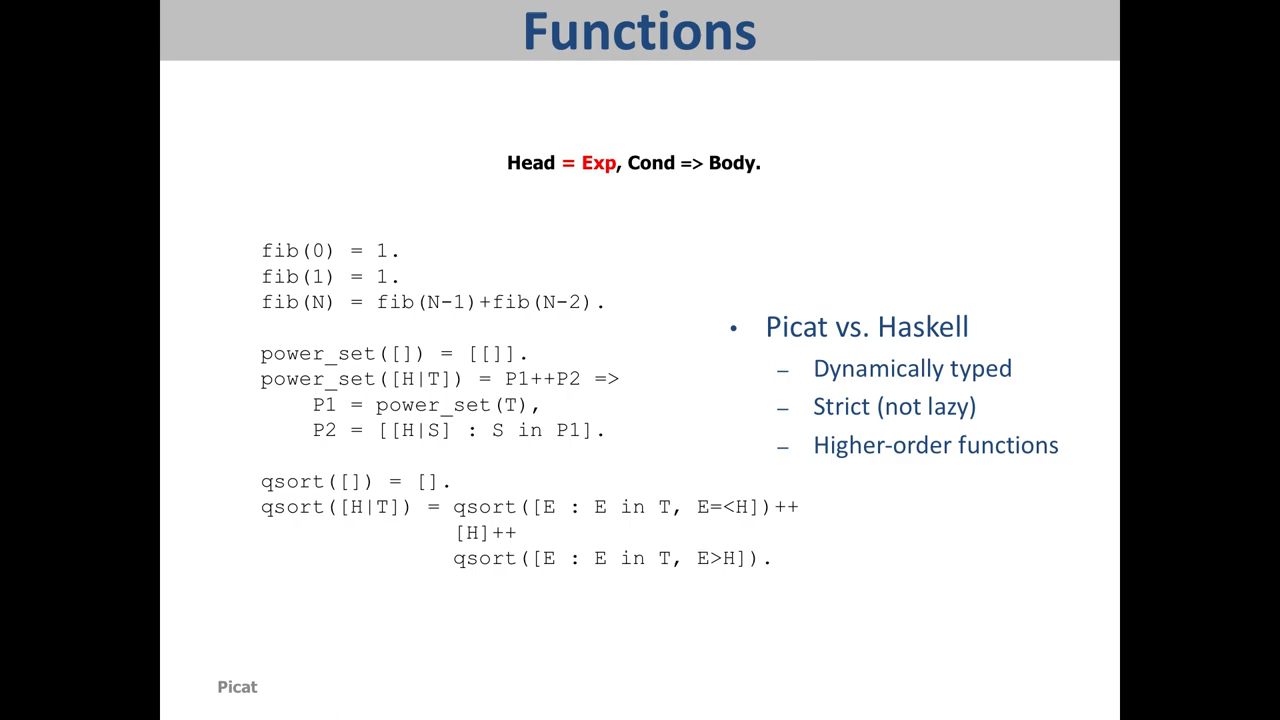 Functions
Head = Exp, Cond => Body.
fib(0) = 1.
fib(1) = 1.
fib(N) = fib(N-1)+fib(N-2).
power_set([]) = [[]].
power_set([H|T]) = P1++P2 =>
    P1 = power_set(T),
    P2 = [[H|S] : S in P1].
qsort([]) = [].
qsort([H|T]) = qsort([E : E in T, E=<H])++
               [H]++
               qsort([E : E in T, E>H]).
• Picat vs. Haskell
– Dynamically typed
– Strict (not lazy)
– Higher-order functions
Picat